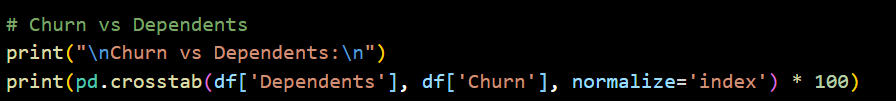 # Churn vs Dependents
print("\nChurn vs Dependents:\n")
print(pd.crosstab(df['Dependents'], df['Churn'], normalize='index') * 100)